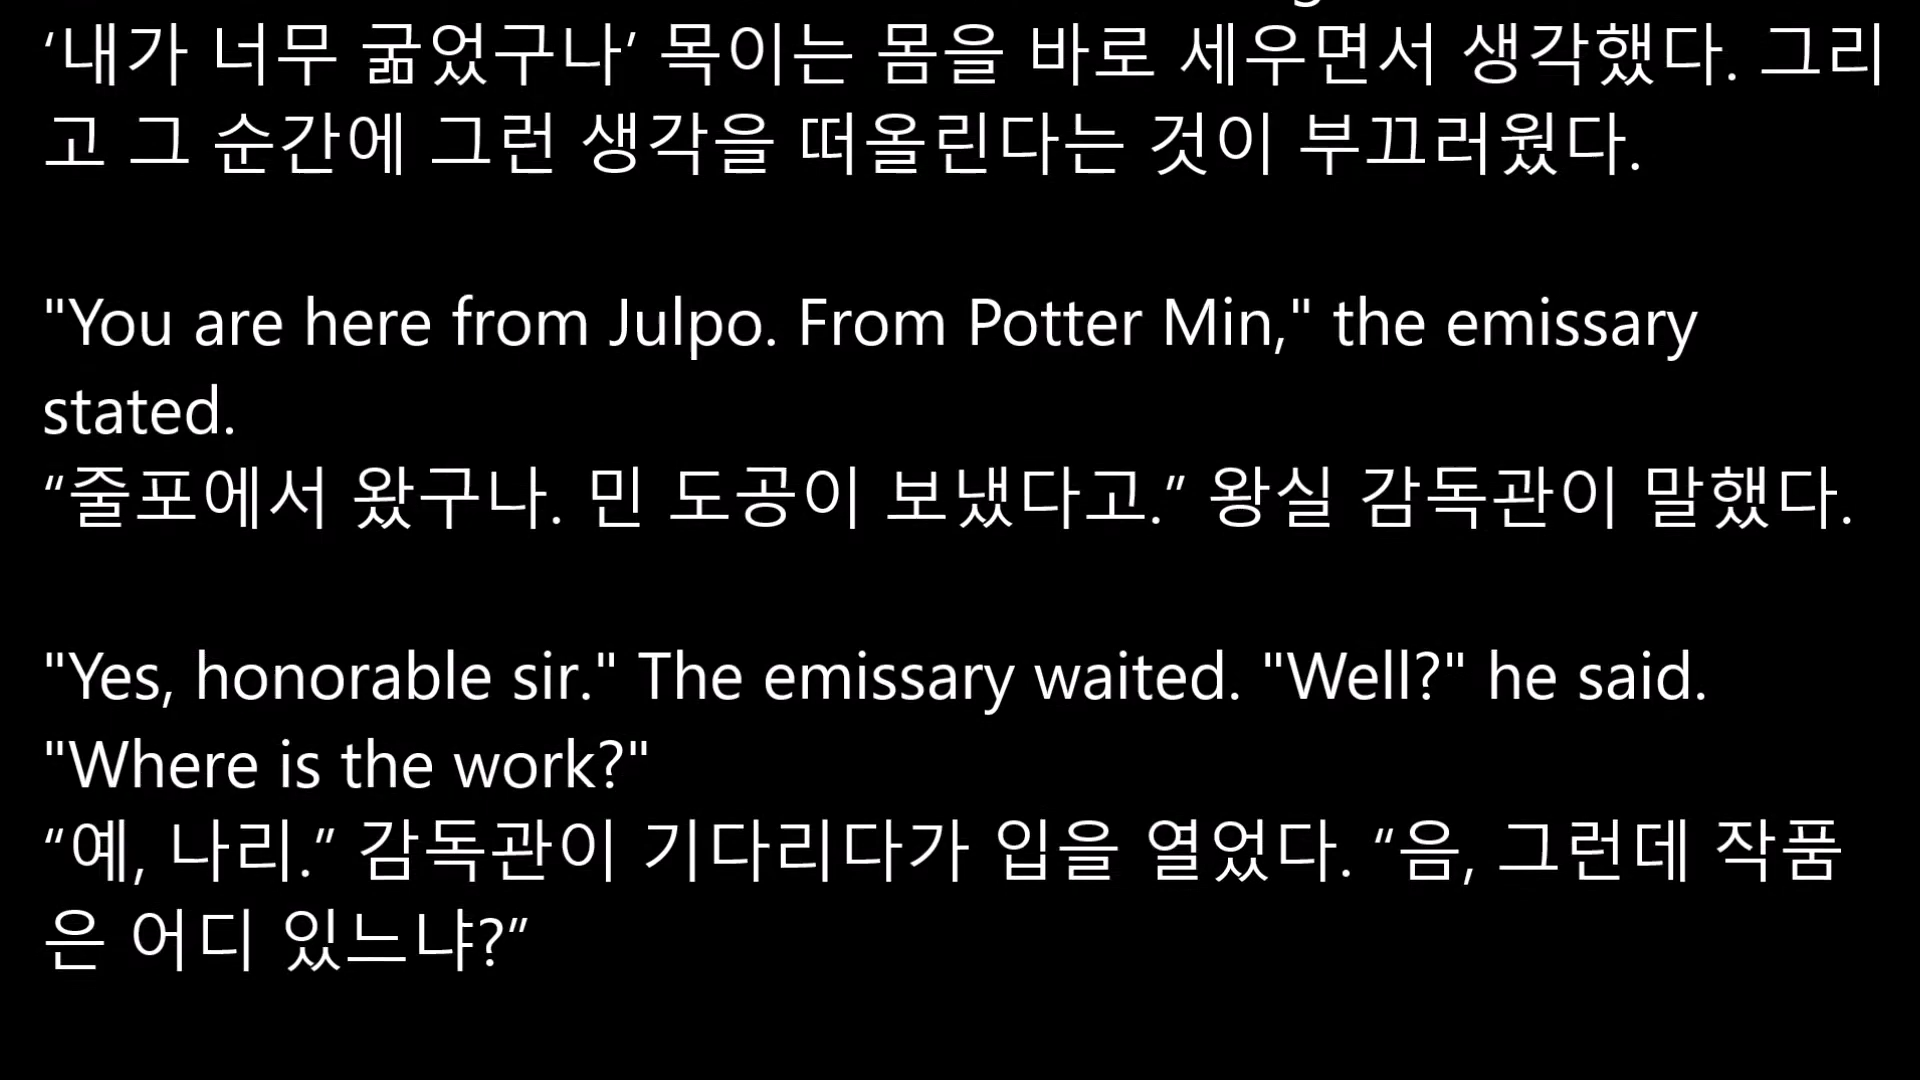 ‘내가 너무 굶었구나’ 목이는 몸을 바로 세우면서 생각했다. 그리
고 그 순간에 그런 생각을 떠올린다는 것이 부끄러웠다.
"You are here from Julpo. From Potter Min," the emissary
stated.
“줄포에서 왔구나. 민 도공이 보냈다고.” 왕실 감독관이 말했다.
"Yes, honorable sir." The emissary waited. "Well?" he said.
"Where is the work?"
“예, 나리.” 감독관이 기다리다가 입을 열었다. “음, 그런데 작품
은 어디 있느냐?”